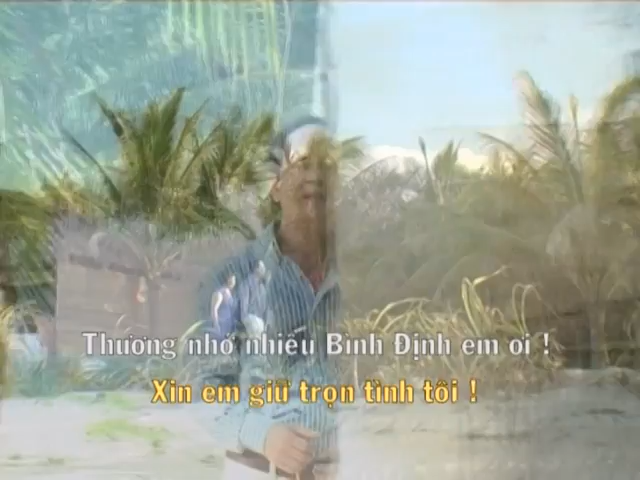 Thương nhớ nhiều Bình Định em ơi !
Xin em giữ trọn tình tôi !